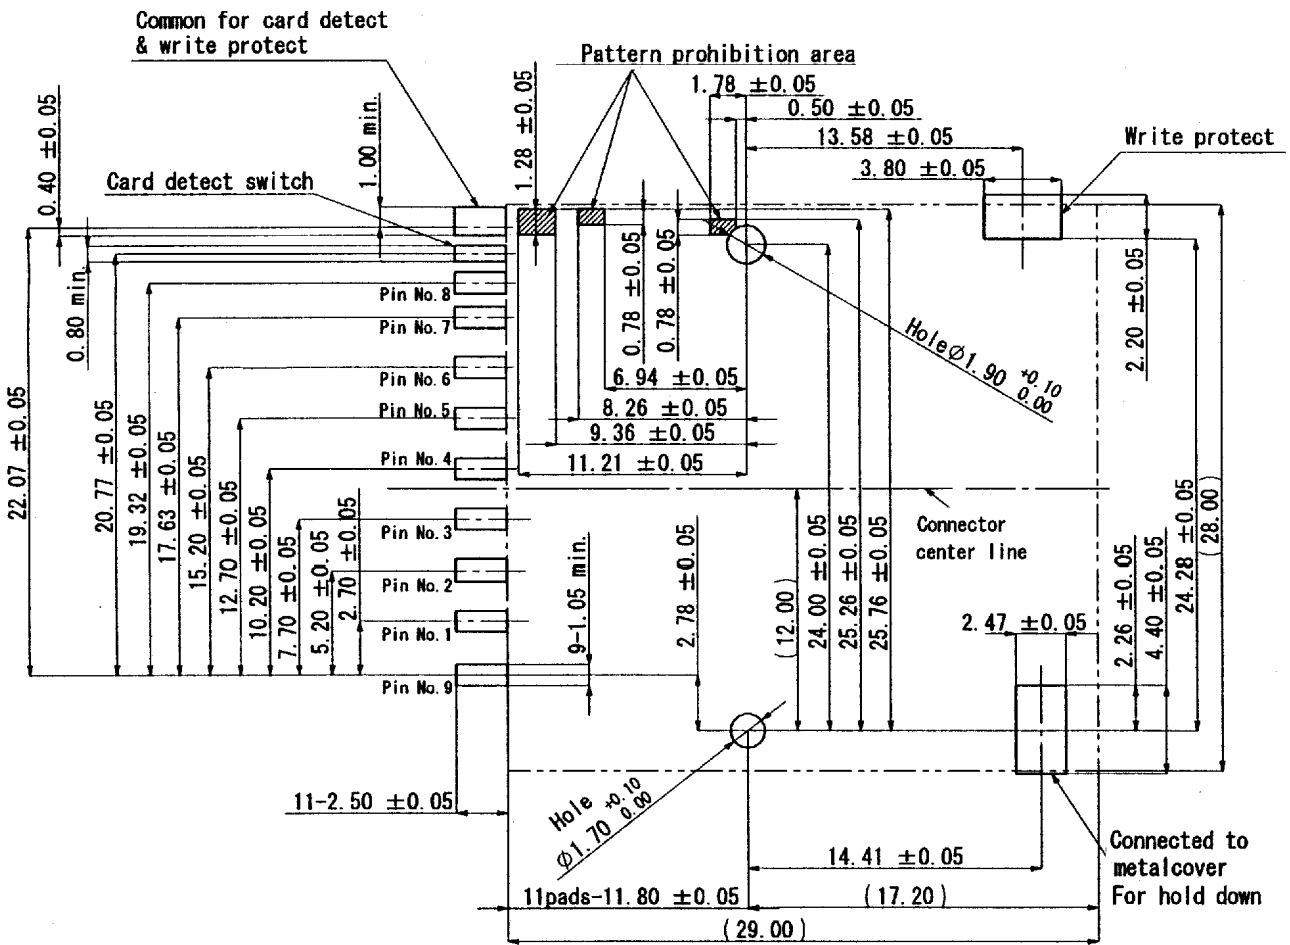 Common for card detect
& write protect
Pattern prohibition area
1.78 ±0.05
0.50 ±0.05
13.58 ±0.05
Write protect
3.80 ±0.05
0.40 ±0.05
1.00 min.
1.28 ±0.05
Card detect switch
0.80 min.
Pin No.8
Pin No.7
Pin No.6
Pin No.5
Pin No.4
Pin No.3
Pin No.2
Pin No.1
Pin No.9
0.78 ±0.05
0.78 ±0.05
Hole⌀1.90 +0.10
0.00
2.20 ±0.05
6.94 ±0.05
8.26 ±0.05
9.36 ±0.05
11.21 ±0.05
22.07 ±0.05
20.77 ±0.05
19.32 ±0.05
17.63 ±0.05
15.20 ±0.05
12.70 ±0.05
10.20 ±0.05
7.70 ±0.05
5.20 ±0.05
2.70 ±0.05
9-1.05 min.
2.78 ±0.05
(12.00)
24.00 ±0.05
25.26 ±0.05
25.76 ±0.05
Connector
center line
2.47 ±0.05
2.26 ±0.05
4.40 ±0.05
24.28 ±0.05
(28.00)
11-2.50 ±0.05
Hole +0.10
⌀1.70 0.00
14.41 ±0.05
Connected to
metalcover
For hold down
11pads-11.80 ±0.05
(17.20)
(29.00)